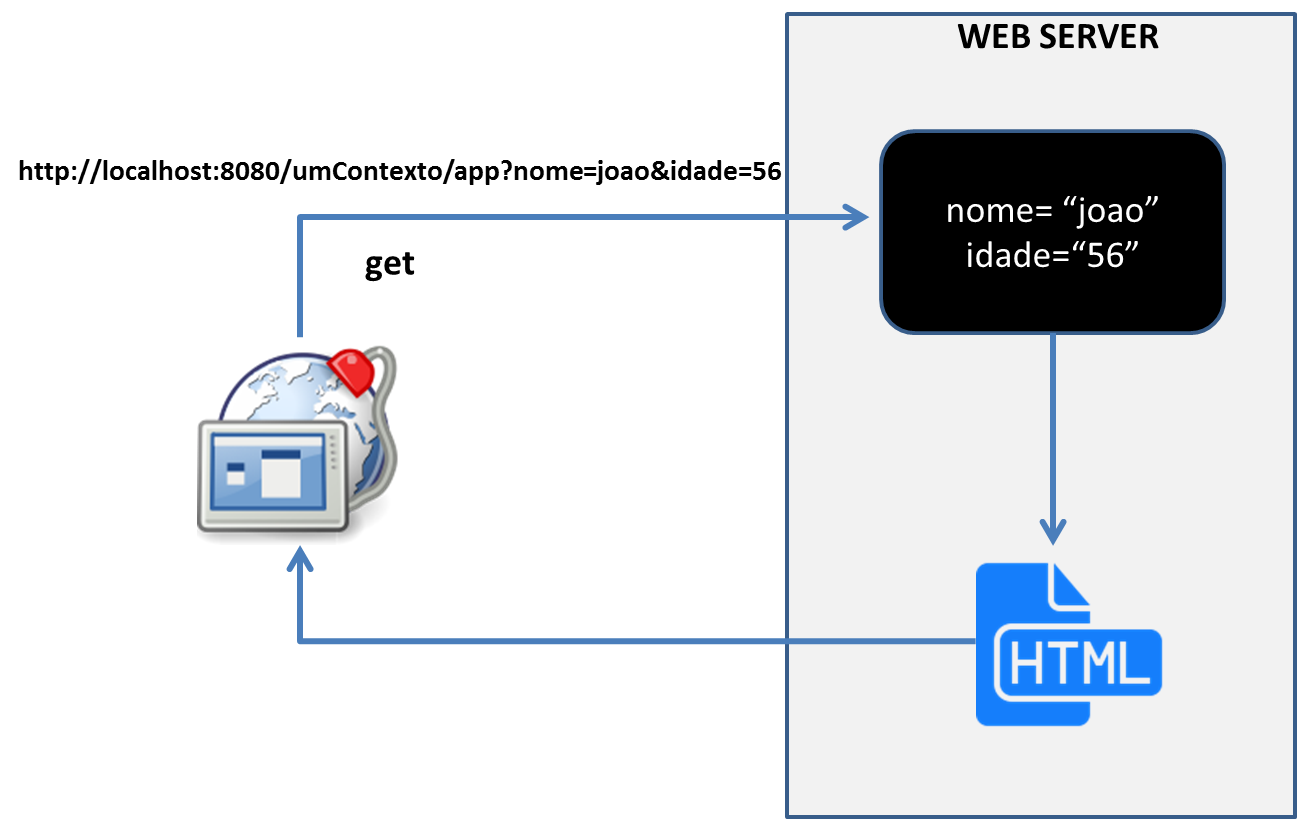 WEB SERVER
http://localhost:8080/umContexto/app?nome=joao&idade=56
nome= “joao”
idade=“56”
get
HTML